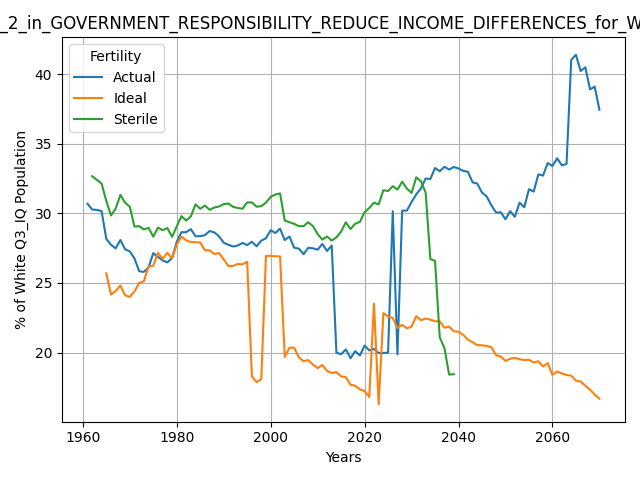 _2_in_GOVERNMENT_RESPONSIBILITY_REDUCE_INCOME_DIFFERENCES_for_W
Fertility
Actual
Ideal
Sterile
40
35
30
25
20
% of White Q3_IQ Population
1960
1980
2000
2020
2040
2060
Years